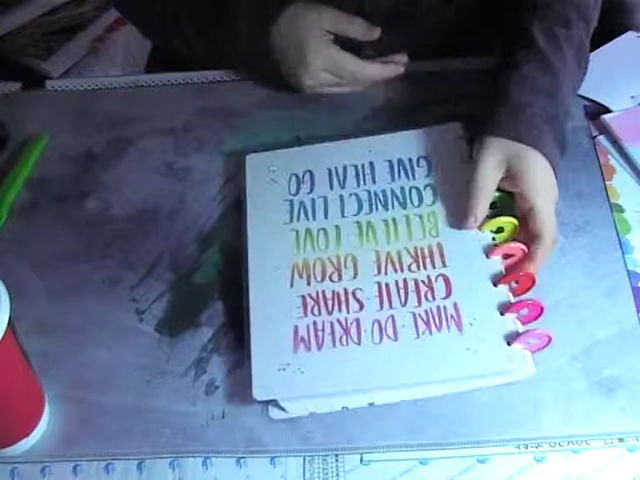 MAKE DO DREAM
CREATE SHARE
THRIVE GROW
BELIEVE LOVE
CONNECT LIVE
GIVE HEAL GO